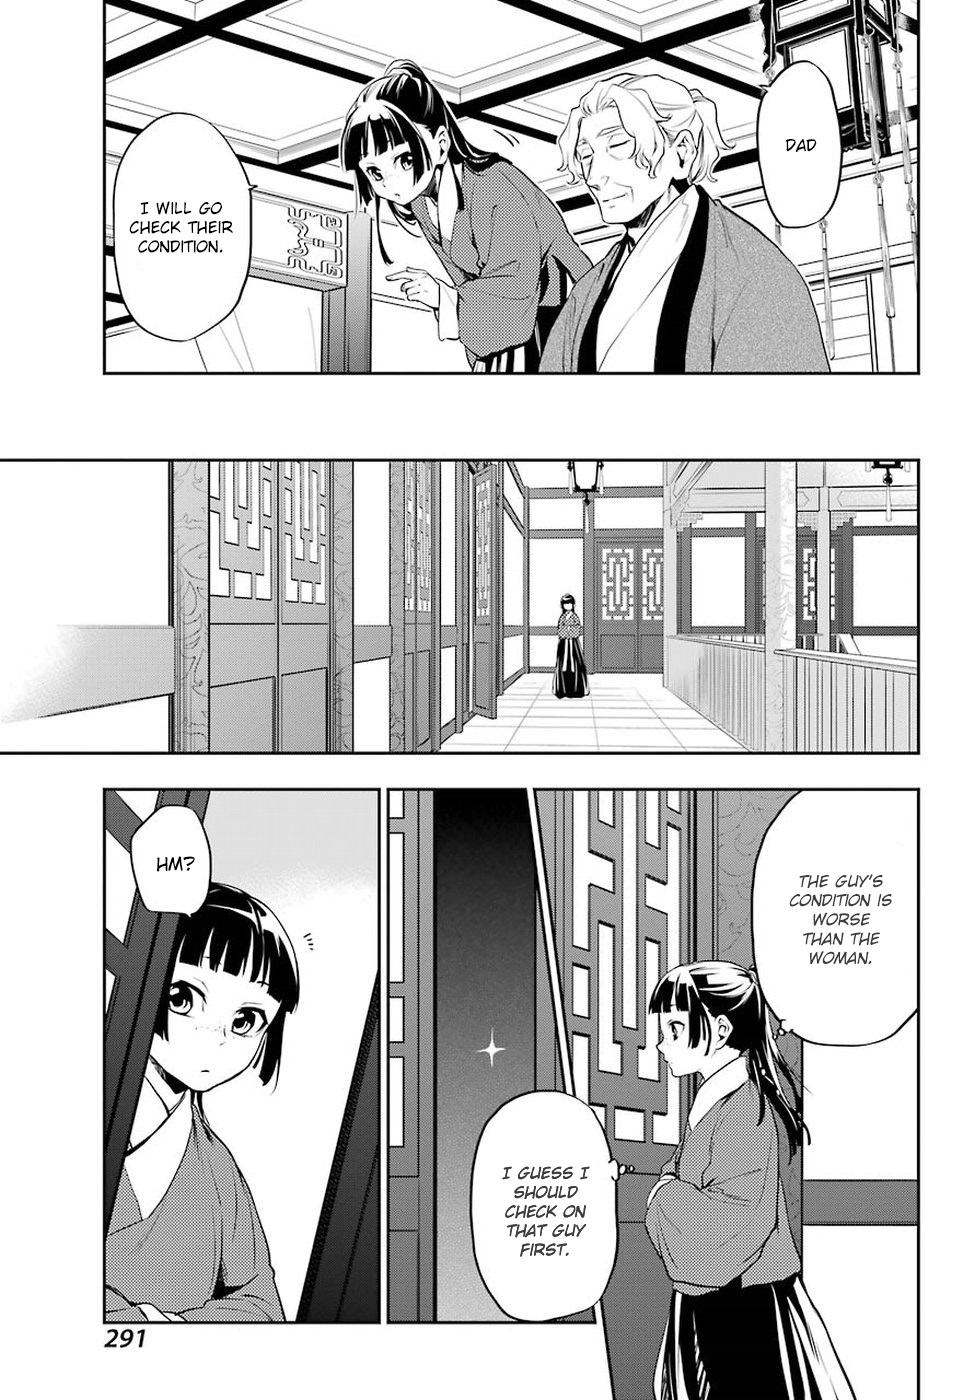 DAD
I WILL GO
CHECK THEIR
CONDITION.
THE GUY'S
CONDITION IS
WORSE
THAN THE
WOMAN.
I GUESS I
SHOULD
CHECK ON
THAT GUY
FIRST.
HM?
291